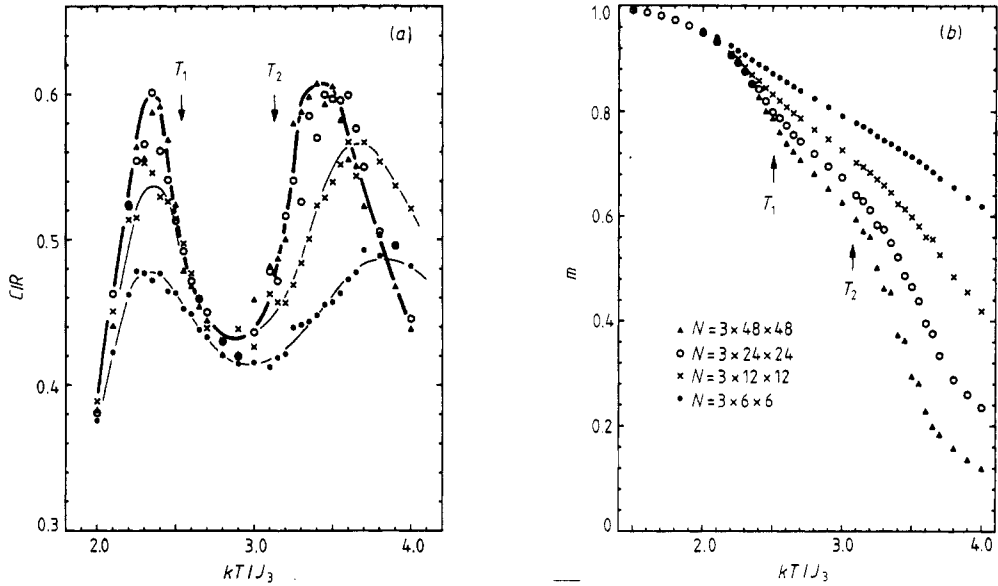 (a)
T₁
T₂
0.6
0.5
0.4
0.3
C/R
2.0
3.0
4.0
kT/J₃
(b)
1.0
0.8
0.6
0.4
0.2
0
m
T₁
T₂
▲ N=3×48×48
○ N=3×24×24
× N=3×12×12
• N=3×6×6
2.0
3.0
4.0
kT/J₃